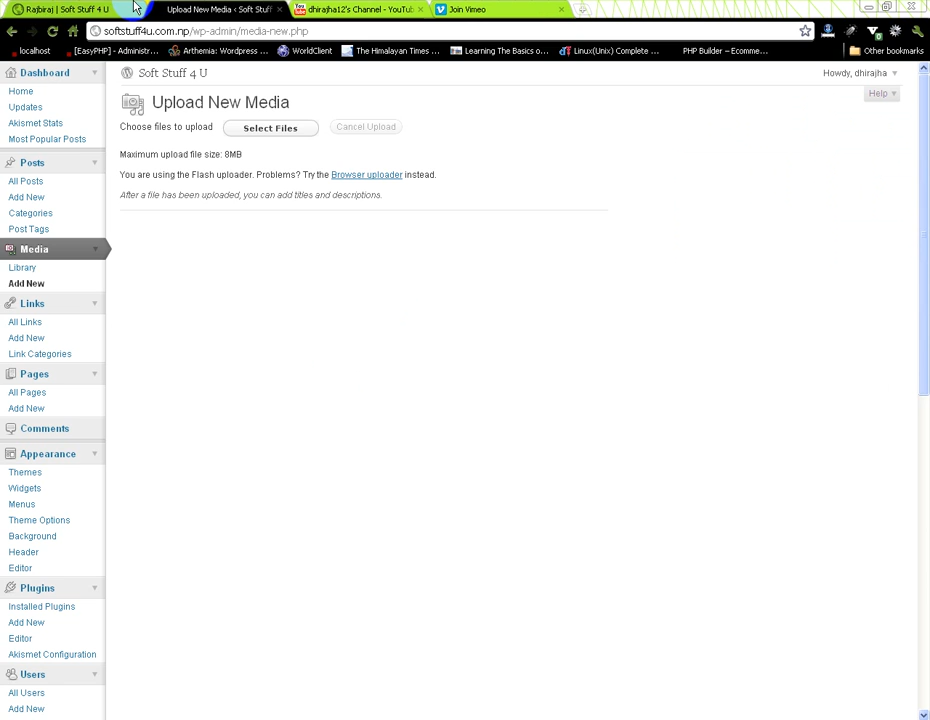 Rajbiraj | Soft Stuff 4 U
Upload New Media ‹ Soft Stuff
dhirajha12's Channel - YouTub
Join Vimeo
softstuff4u.com.np/wp-admin/media-new.php
localhost
[EasyPHP] - Administr...
Arthemia: Wordpress ...
WorldClient
The Himalayan Times ...
Learning The Basics o...
Linux(Unix) Complete ...
PHP Builder – Ecomme...
Other bookmarks
Dashboard
Home
Updates
Akismet Stats
Most Popular Posts
Posts
All Posts
Add New
Categories
Post Tags
Media
Library
Add New
Links
All Links
Add New
Link Categories
Pages
All Pages
Add New
Comments
Appearance
Themes
Widgets
Menus
Theme Options
Background
Header
Editor
Plugins
Installed Plugins
Add New
Editor
Akismet Configuration
Users
All Users
Add New
Soft Stuff 4 U
Howdy, dhirajha
Help
Upload New Media
Choose files to upload
Select Files
Cancel Upload
Maximum upload file size: 8MB
You are using the Flash uploader. Problems? Try the Browser uploader instead.
After a file has been uploaded, you can add titles and descriptions.